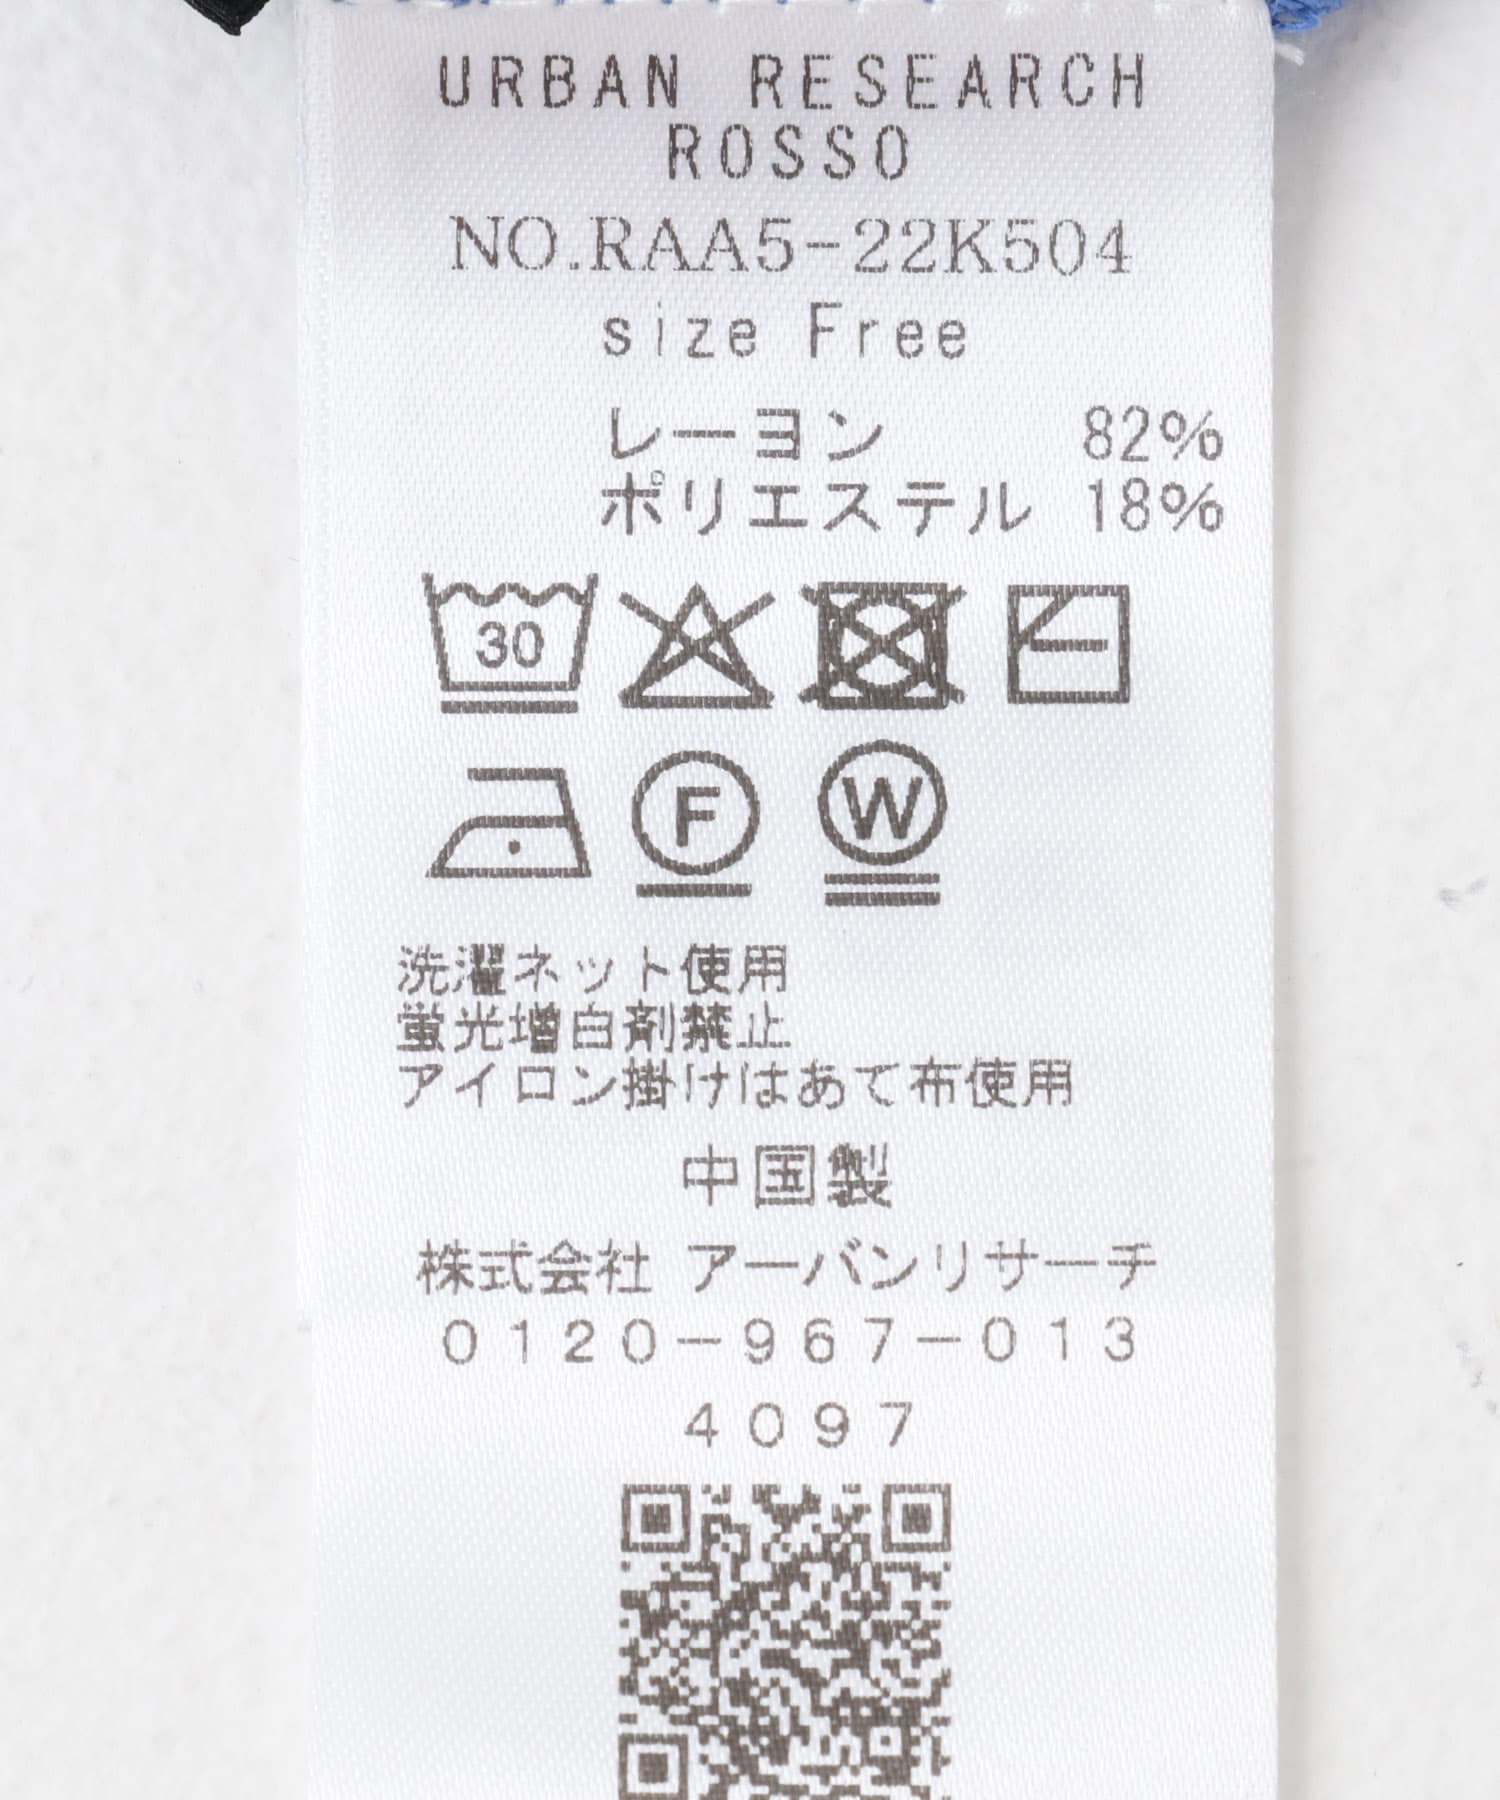 URBAN RESEARCH
ROSSO
NO.RAA5-22K504
size Free
レーヨン 82%
ポリエステル 18%
30
F W
洗濯ネット使用
蛍光増白剤禁止
アイロン掛けはあて布使用
中国製
株式会社 アーバンリサーチ
0120-967-013
4097